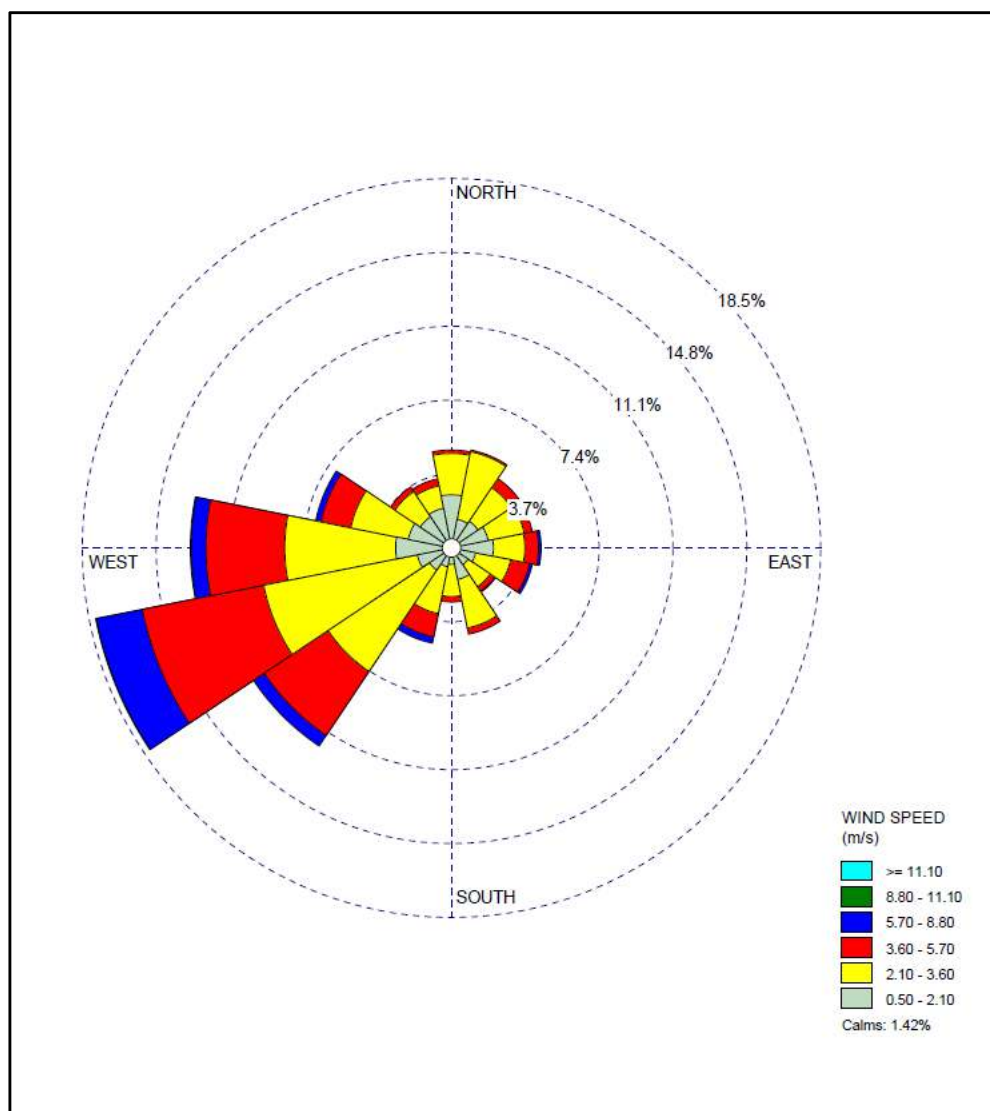 NORTH
18.5%
14.8%
11.1%
7.4%
3.7%
WEST
EAST
SOUTH
WIND SPEED
(m/s)
>= 11.10
8.80 - 11.10
5.70 - 8.80
3.60 - 5.70
2.10 - 3.60
0.50 - 2.10
Calms: 1.42%